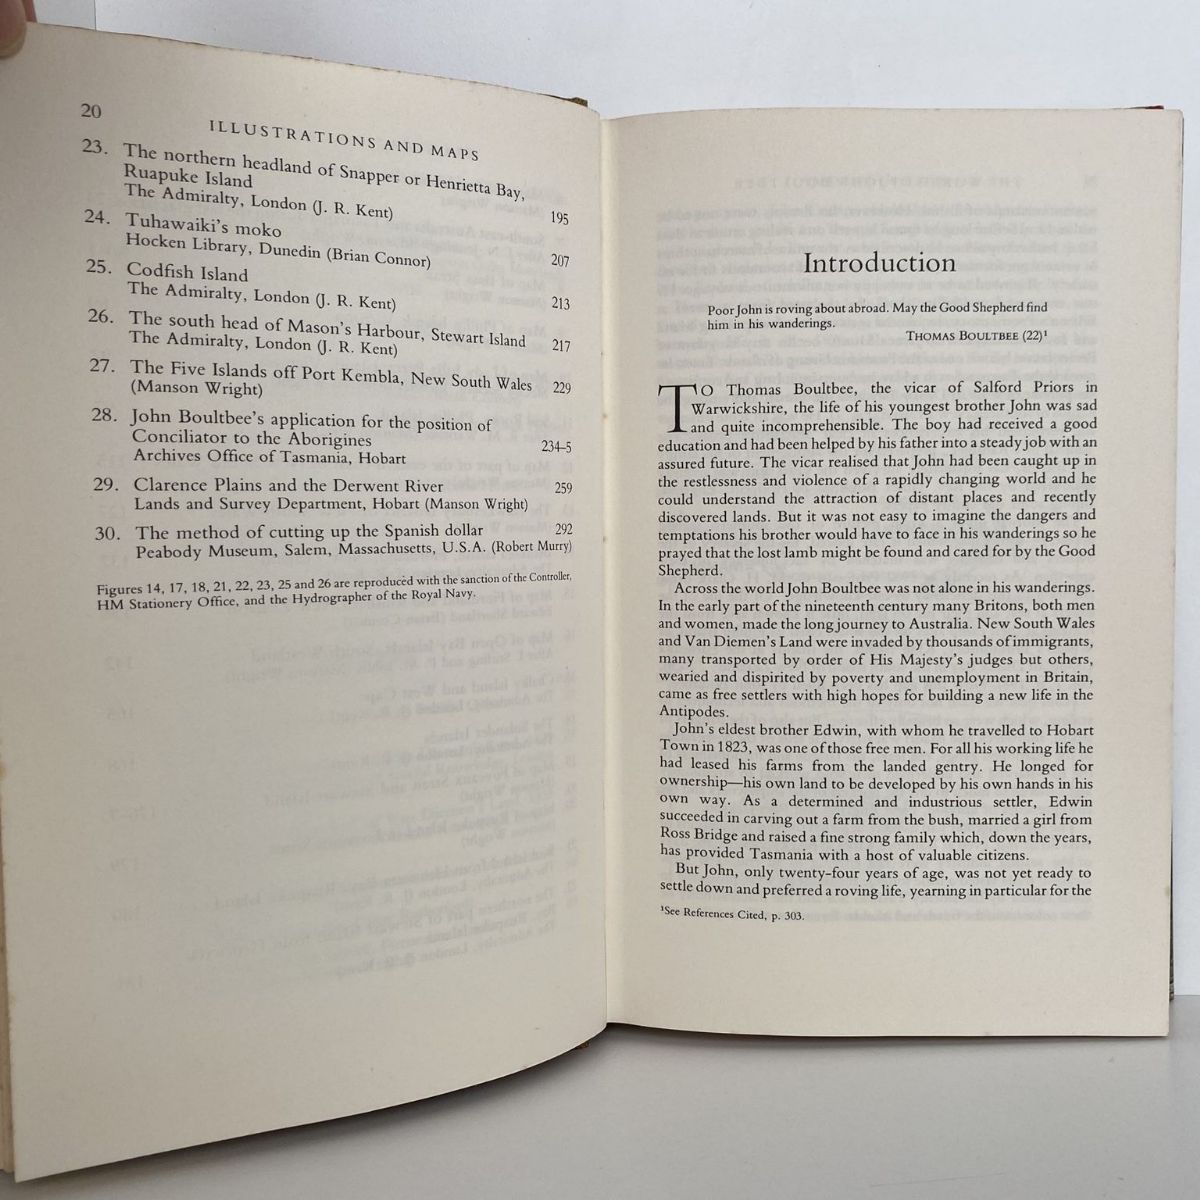 20
ILLUSTRATIONS AND MAPS
23. The northern headland of Snapper or Henrietta Bay,
Ruapuke Island
The Admiralty, London (J. R. Kent) 195
24. Tuhawaiki's moko
Hocken Library, Dunedin (Brian Connor) 207
25. Codfish Island
The Admiralty, London (J. R. Kent) 213
26. The south head of Mason's Harbour, Stewart Island
The Admiralty, London (J. R. Kent) 217
27. The Five Islands off Port Kembla, New South Wales 229
(Manson Wright)
28. John Boultbee's application for the position of
Conciliator to the Aborigines 234–5
Archives Office of Tasmania, Hobart
29. Clarence Plains and the Derwent River 259
Lands and Survey Department, Hobart (Manson Wright)
30. The method of cutting up the Spanish dollar 292
Peabody Museum, Salem, Massachusetts, U.S.A. (Robert Murry)
Figures 14, 17, 18, 21, 22, 23, 25 and 26 are reproduced with the sanction of the Controller,
HM Stationery Office, and the Hydrographer of the Royal Navy.
Introduction
Poor John is roving about abroad. May the Good Shepherd find
him in his wanderings.
THOMAS BOULTBEE (22)¹
TO Thomas Boultbee, the vicar of Salford Priors in
Warwickshire, the life of his youngest brother John was sad
and quite incomprehensible. The boy had received a good
education and had been helped by his father into a steady job with an
assured future. The vicar realised that John had been caught up in
the restlessness and violence of a rapidly changing world and he
could understand the attraction of distant places and recently
discovered lands. But it was not easy to imagine the dangers and
temptations his brother would have to face in his wanderings so he
prayed that the lost lamb might be found and cared for by the Good
Shepherd.
Across the world John Boultbee was not alone in his wanderings.
In the early part of the nineteenth century many Britons, both men
and women, made the long journey to Australia. New South Wales
and Van Diemen's Land were invaded by thousands of immigrants,
many transported by order of His Majesty's judges but others,
wearied and dispirited by poverty and unemployment in Britain,
came as free settlers with high hopes for building a new life in the
Antipodes.
John's eldest brother Edwin, with whom he travelled to Hobart
Town in 1823, was one of those free men. For all his working life he
had leased his farms from the landed gentry. He longed for
ownership—his own land to be developed by his own hands in his
own way. As a determined and industrious settler, Edwin
succeeded in carving out a farm from the bush, married a girl from
Ross Bridge and raised a fine strong family which, down the years,
has provided Tasmania with a host of valuable citizens.
But John, only twenty-four years of age, was not yet ready to
settle down and preferred a roving life, yearning in particular for the
¹See References Cited, p. 303.